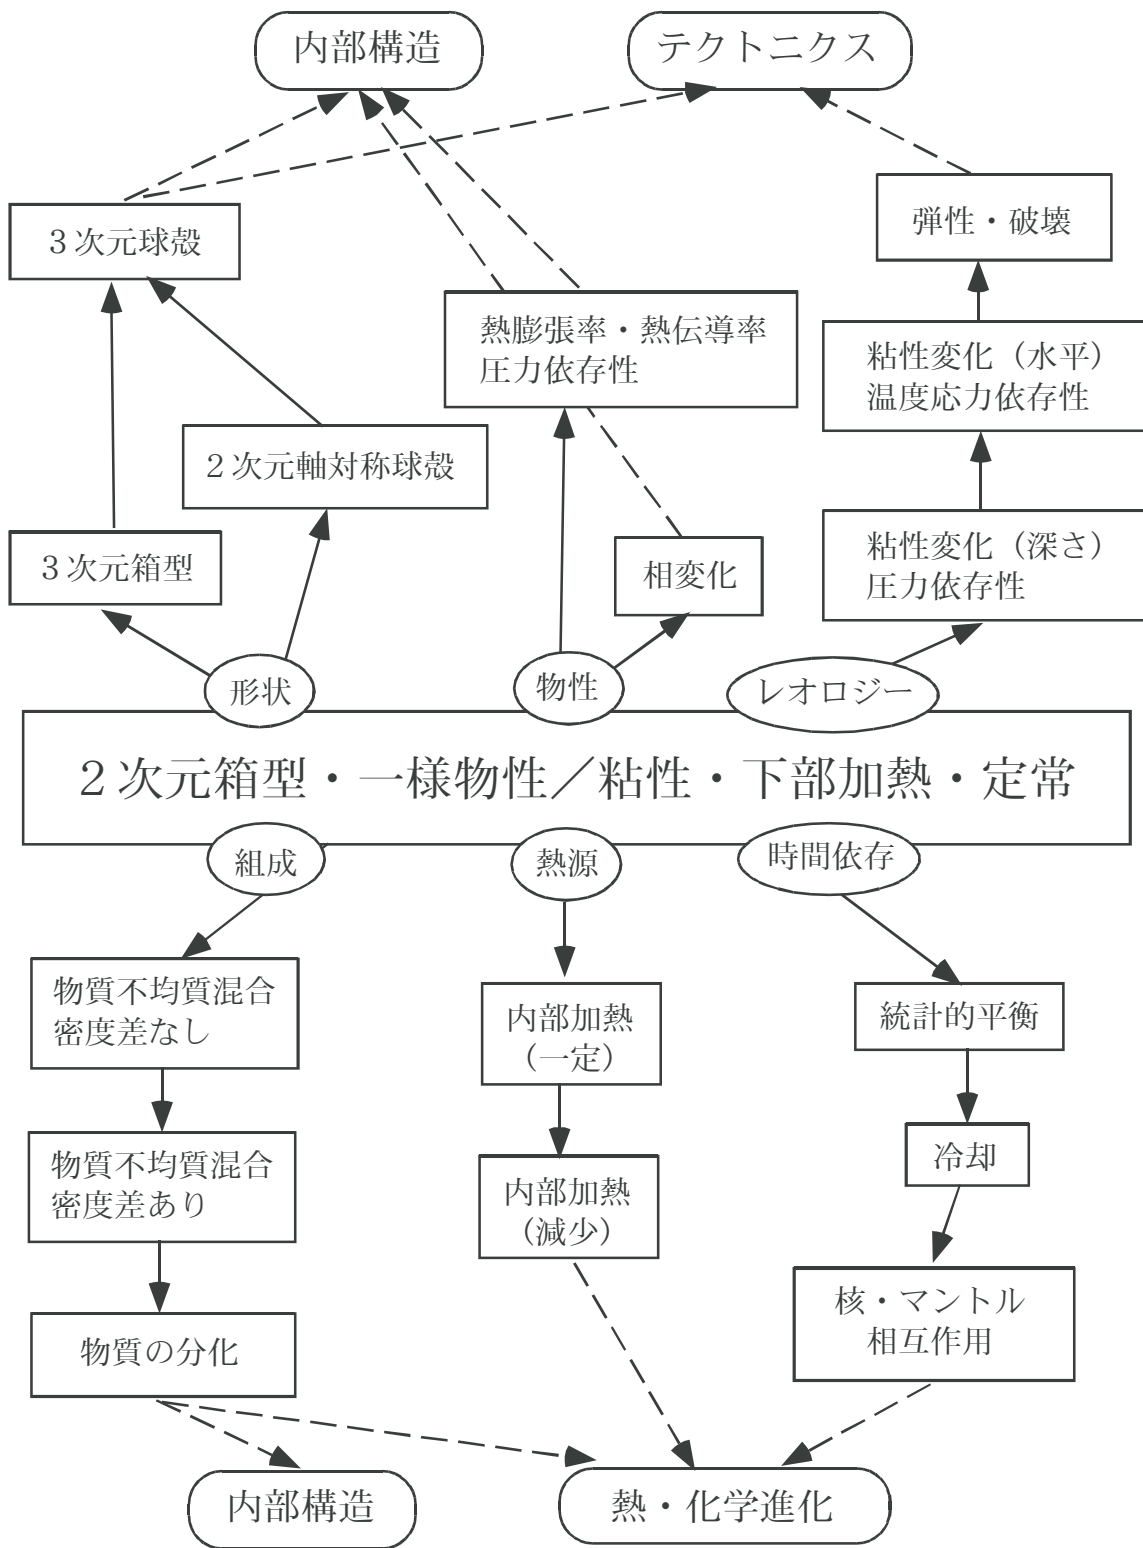 内部構造
テクトニクス
３次元球殻
弾性・破壊
熱膨張率・熱伝導率
圧力依存性
粘性変化（水平）
温度応力依存性
２次元軸対称球殻
３次元箱型
相変化
粘性変化（深さ）
圧力依存性
形状
物性
レオロジー
２次元箱型・一様物性／粘性・下部加熱・定常
組成
熱源
時間依存
物質不均質混合
密度差なし
内部加熱
（一定）
統計的平衡
物質不均質混合
密度差あり
内部加熱
（減少）
冷却
物質の分化
核・マントル
相互作用
内部構造
熱・化学進化